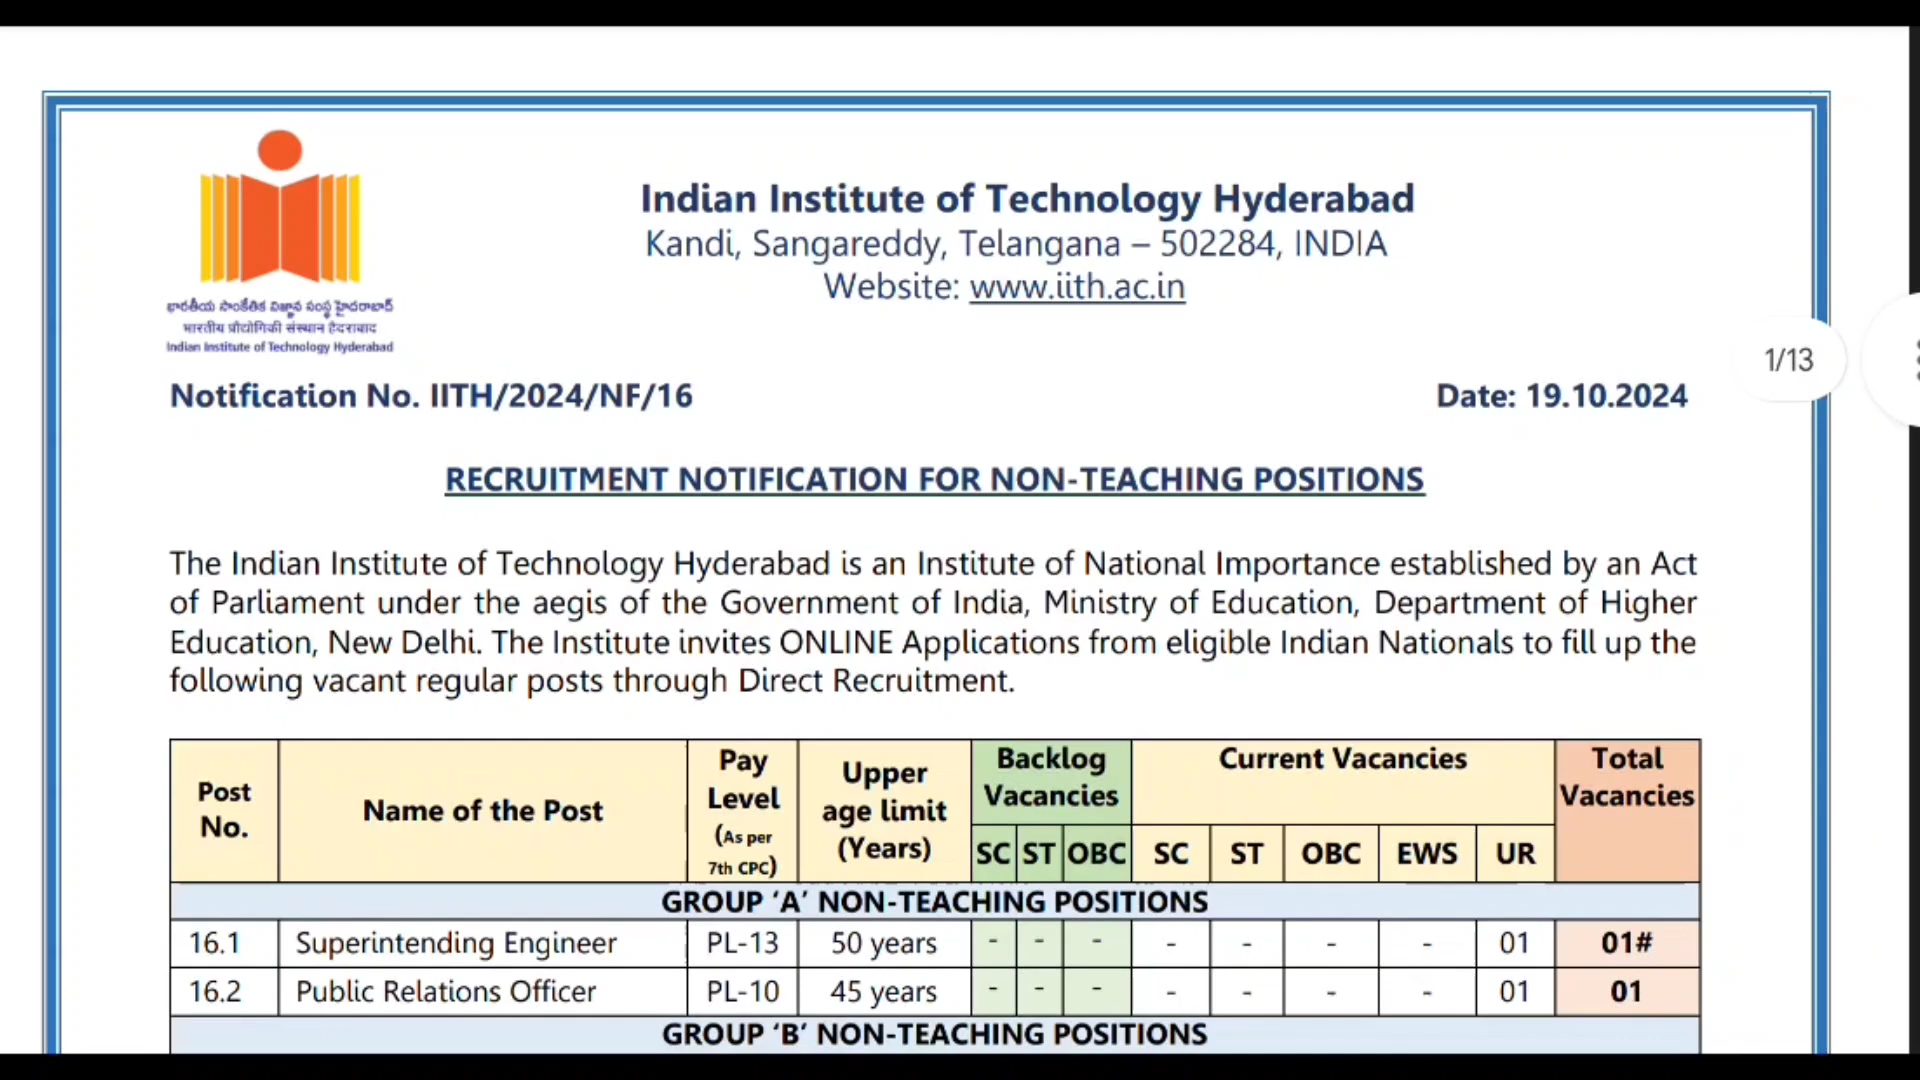 భారతీయ సాంకేతిక విజ్ఞాన సంస్థ హైదరాబాద్
भारतीय प्रौद्योगिकी संस्थान हैदराबाद
Indian Institute of Technology Hyderabad
Indian Institute of Technology Hyderabad
Kandi, Sangareddy, Telangana – 502284, INDIA
Website: www.iith.ac.in
1/13
Notification No. IITH/2024/NF/16 Date: 19.10.2024
RECRUITMENT NOTIFICATION FOR NON-TEACHING POSITIONS
The Indian Institute of Technology Hyderabad is an Institute of National Importance established by an Act
of Parliament under the aegis of the Government of India, Ministry of Education, Department of Higher
Education, New Delhi. The Institute invites ONLINE Applications from eligible Indian Nationals to fill up the
following vacant regular posts through Direct Recruitment.
Post No. Name of the Post Pay Level (As per 7th CPC) Upper age limit (Years) Backlog Vacancies Current Vacancies Total Vacancies
SC ST OBC SC ST OBC EWS UR
GROUP ‘A’ NON-TEACHING POSITIONS
16.1 Superintending Engineer PL-13 50 years - - - - - - - 01 01#
16.2 Public Relations Officer PL-10 45 years - - - - - - - 01 01
GROUP ‘B’ NON-TEACHING POSITIONS